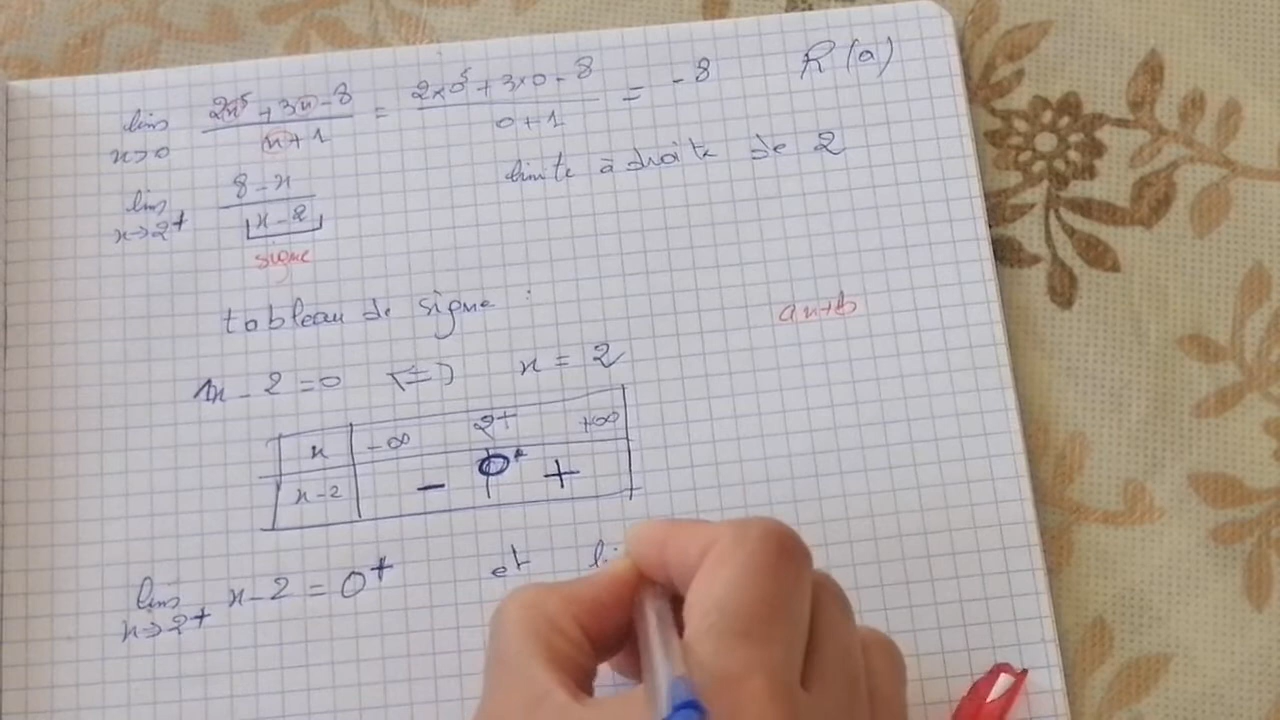 lim x→0 (2x⁵ + 3x - 8)/(x + 1) = (2×0⁵ + 3×0 - 8)/(0 + 1) = -8 R(a)
lim x→2⁺ (8 - x)/(x - 2) limite à droite de 2
signe
tableau de signe :
ax+b
1x - 2 = 0 <=> x = 2
x -∞ 2⁺ +∞
x-2 - 0⁺ +
lim x→2⁺ x-2 = 0⁺ et li